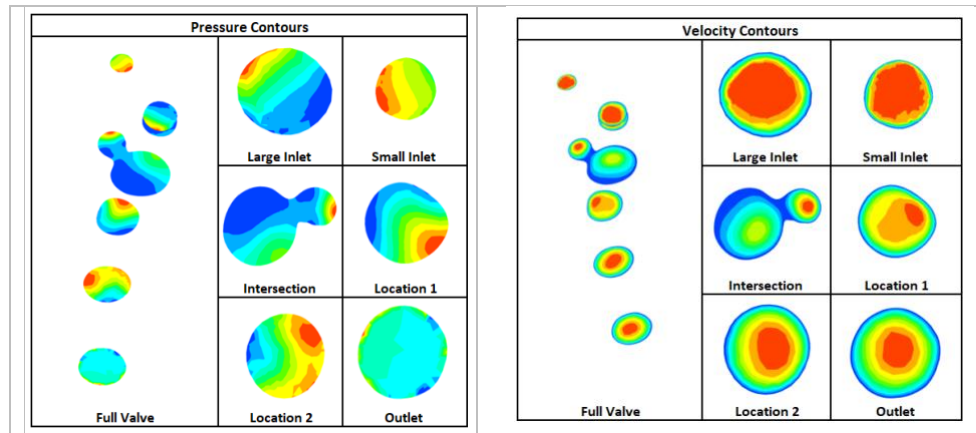 Pressure Contours
Large Inlet
Small Inlet
Intersection
Location 1
Full Valve
Location 2
Outlet
Velocity Contours
Large Inlet
Small Inlet
Intersection
Location 1
Full Valve
Location 2
Outlet